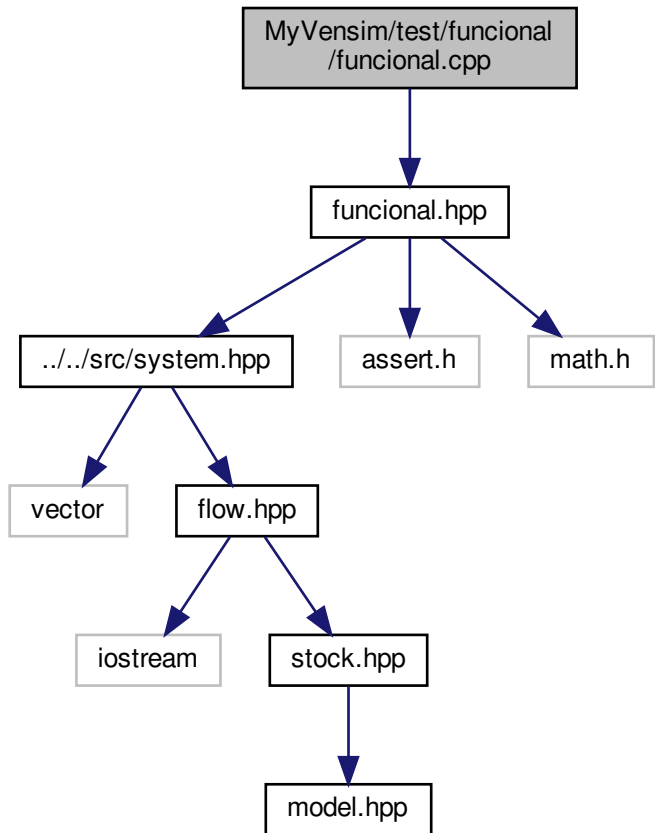 MyVensim/test/funcional
/funcional.cpp
funcional.hpp
../../src/system.hpp
assert.h
math.h
vector
flow.hpp
iostream
stock.hpp
model.hpp